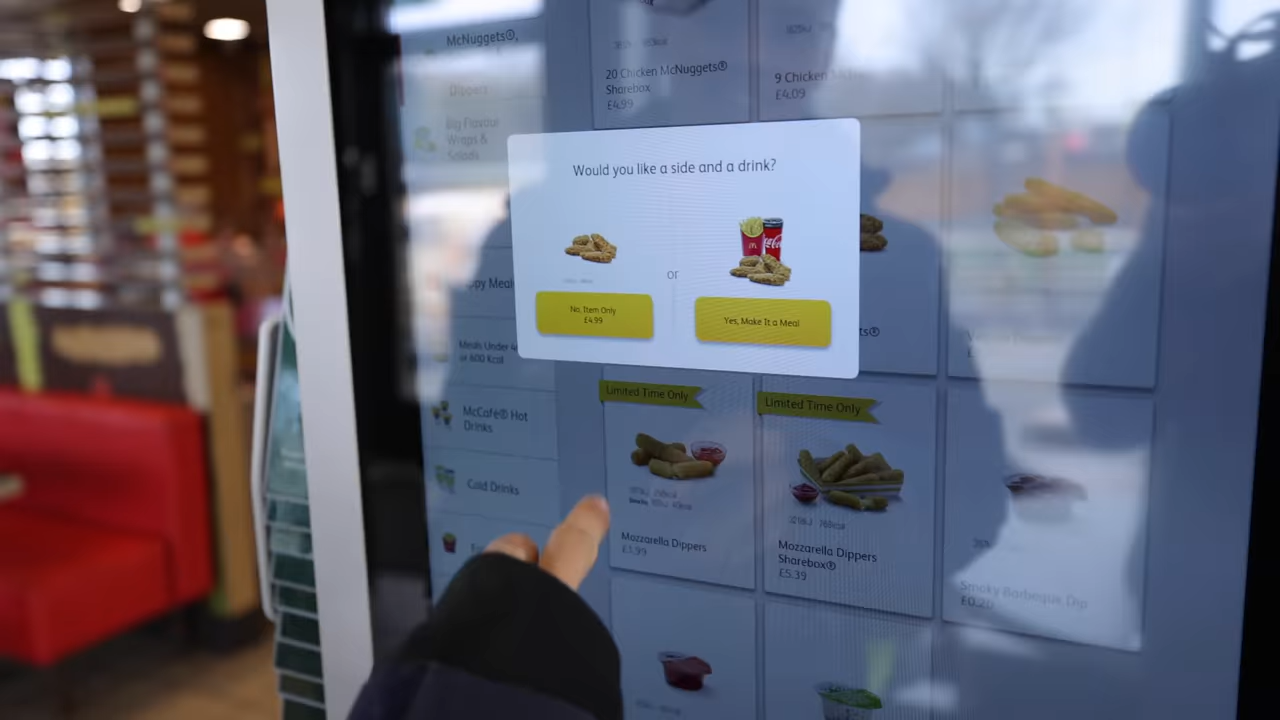 McNuggets®,
Dippers
Big Flavour
Wraps &
Salads
Meals Under
McCafé® Hot
Drinks
Cold Drinks
20 Chicken McNuggets®
Sharebox
£4.99
9 Chicken
£4.09
Would you like a side and a drink?
or
No, Item Only
£4.99
Yes, Make It a Meal
Limited Time Only
Mozzarella Dippers
£1.99
Limited Time Only
Mozzarella Dippers
Sharebox®
£5.39
Smoky Barbeque Dip
£0.20